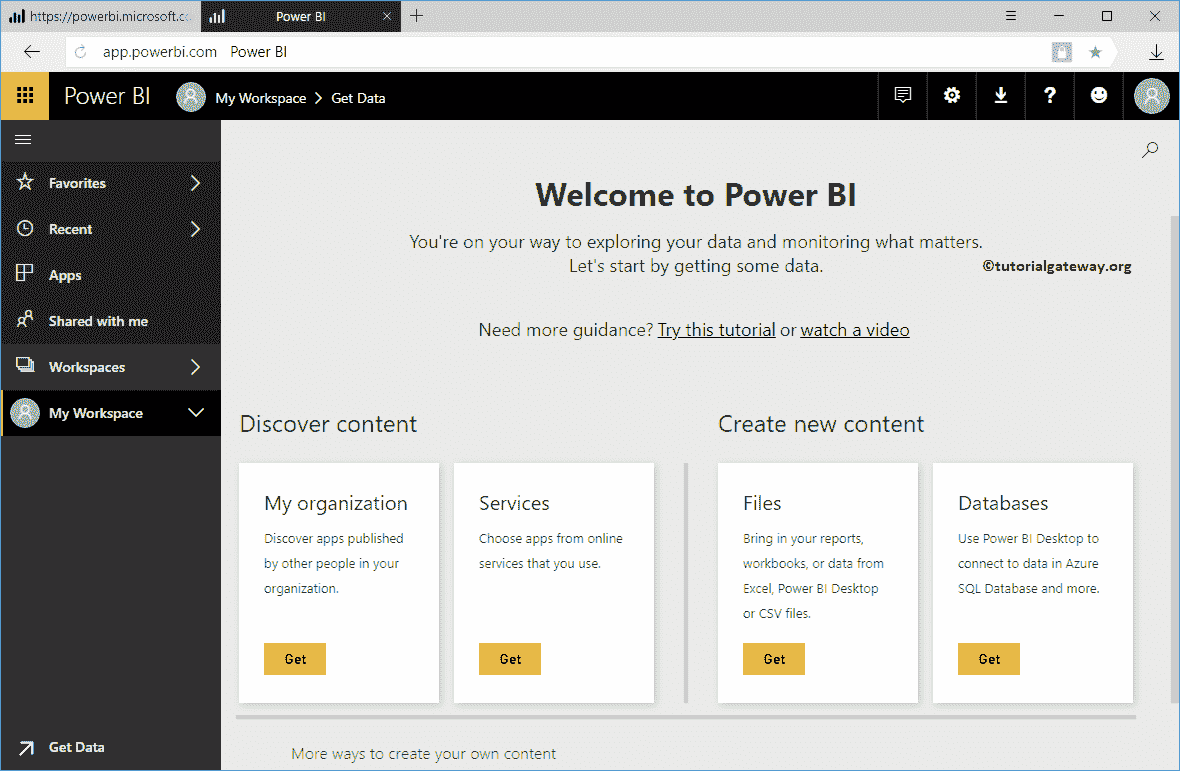 https://powerbi.microsoft.co
Power BI
app.powerbi.com Power BI
Power BI My Workspace > Get Data
Favorites
Recent
Apps
Shared with me
Workspaces
My Workspace
Get Data
Welcome to Power BI
You're on your way to exploring your data and monitoring what matters.
Let's start by getting some data.
©tutorialgateway.org
Need more guidance? Try this tutorial or watch a video
Discover content
My organization
Discover apps published
by other people in your
organization.
Get
Services
Choose apps from online
services that you use.
Get
Create new content
Files
Bring in your reports,
workbooks, or data from
Excel, Power BI Desktop
or CSV files.
Get
Databases
Use Power BI Desktop to
connect to data in Azure
SQL Database and more.
Get
More ways to create your own content